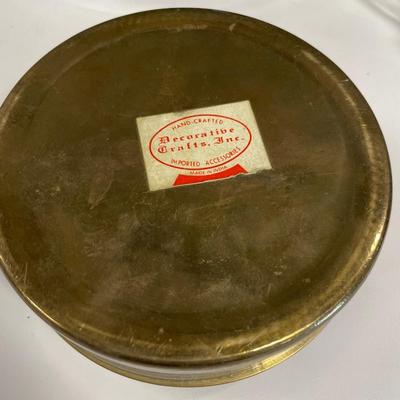 HAND-CRAFTED
Decorative
Crafts, Inc.
IMPORTED ACCESSORIES
MADE IN INDIA